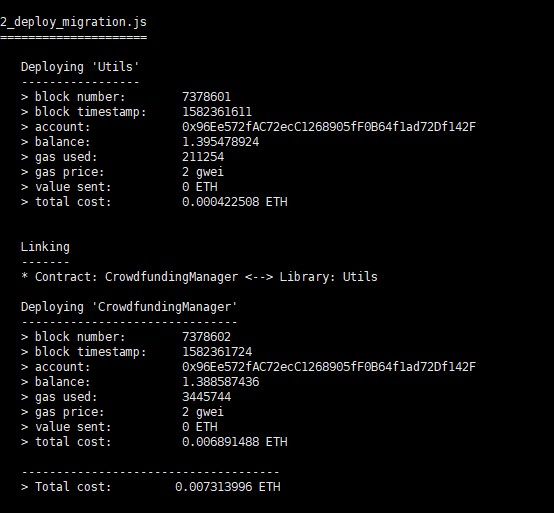 2_deploy_migration.js
=====================
Deploying 'Utils'
-----------------
> block number: 7378601
> block timestamp: 1582361611
> account: 0x96Ee572fAC72ecC1268905fF0B64f1ad72Df142F
> balance: 1.395478924
> gas used: 211254
> gas price: 2 gwei
> value sent: 0 ETH
> total cost: 0.000422508 ETH
Linking
-------
* Contract: CrowdfundingManager <--> Library: Utils
Deploying 'CrowdfundingManager'
-------------------------------
> block number: 7378602
> block timestamp: 1582361724
> account: 0x96Ee572fAC72ecC1268905fF0B64f1ad72Df142F
> balance: 1.388587436
> gas used: 3445744
> gas price: 2 gwei
> value sent: 0 ETH
> total cost: 0.006891488 ETH
-------------------------------------
> Total cost: 0.007313996 ETH